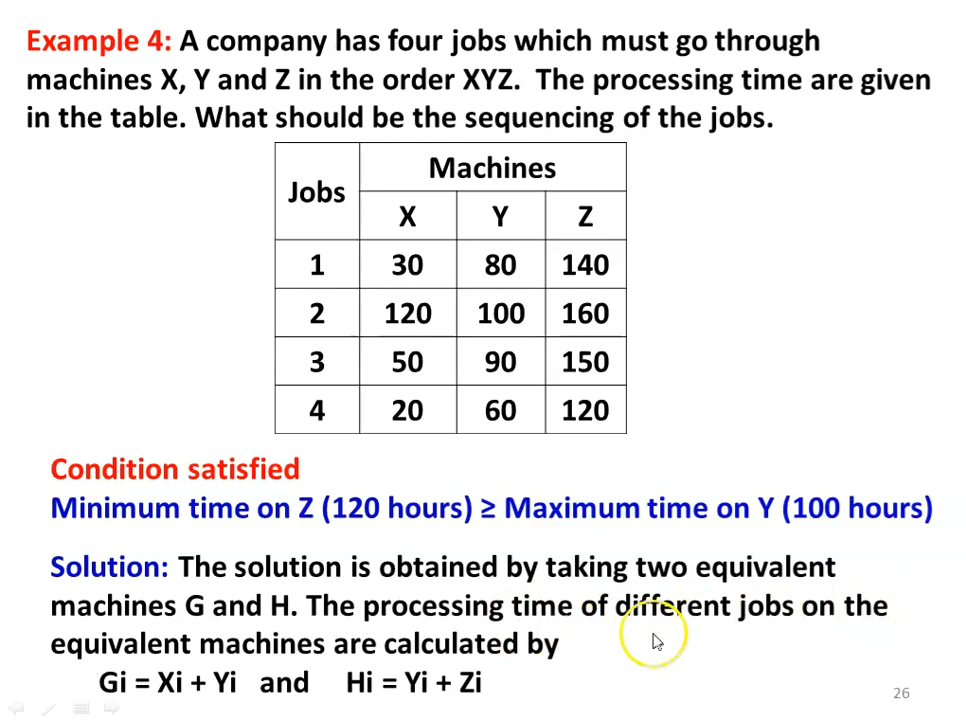 Example 4: A company has four jobs which must go through
machines X, Y and Z in the order XYZ. The processing time are given
in the table. What should be the sequencing of the jobs.
Jobs Machines
X Y Z
1 30 80 140
2 120 100 160
3 50 90 150
4 20 60 120
Condition satisfied
Minimum time on Z (120 hours) ≥ Maximum time on Y (100 hours)
Solution: The solution is obtained by taking two equivalent
machines G and H. The processing time of different jobs on the
equivalent machines are calculated by
Gi = Xi + Yi and Hi = Yi + Zi
26